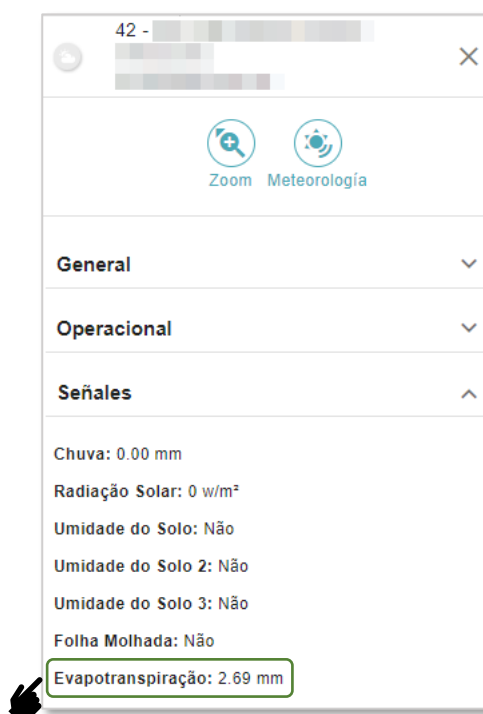 42 -
Zoom Meteorología
General
Operacional
Señales
Chuva: 0.00 mm
Radiação Solar: 0 w/m²
Umidade do Solo: Não
Umidade do Solo 2: Não
Umidade do Solo 3: Não
Folha Molhada: Não
Evapotranspiração: 2.69 mm